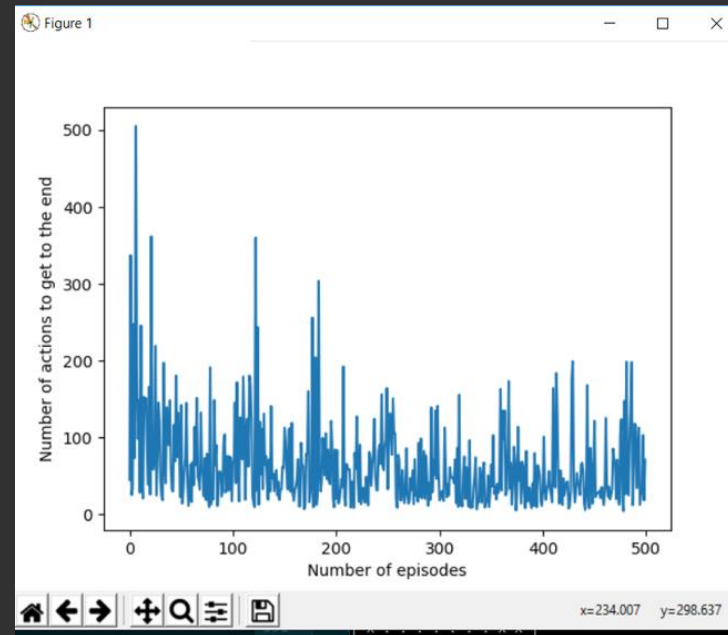 Figure 1
500
400
300
200
100
0
Number of actions to get to the end
0 100 200 300 400 500
Number of episodes
x=234.007 y=298.637